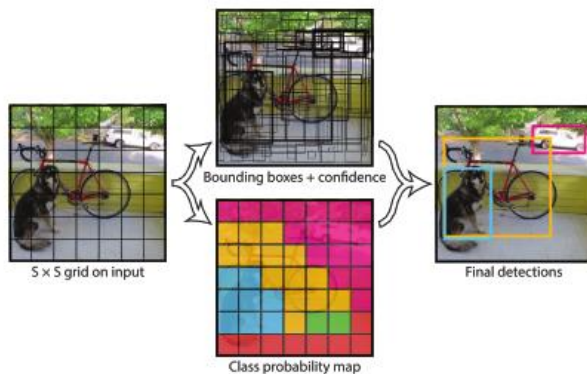 Bounding boxes + confidence
S × S grid on input
Final detections
Class probability map